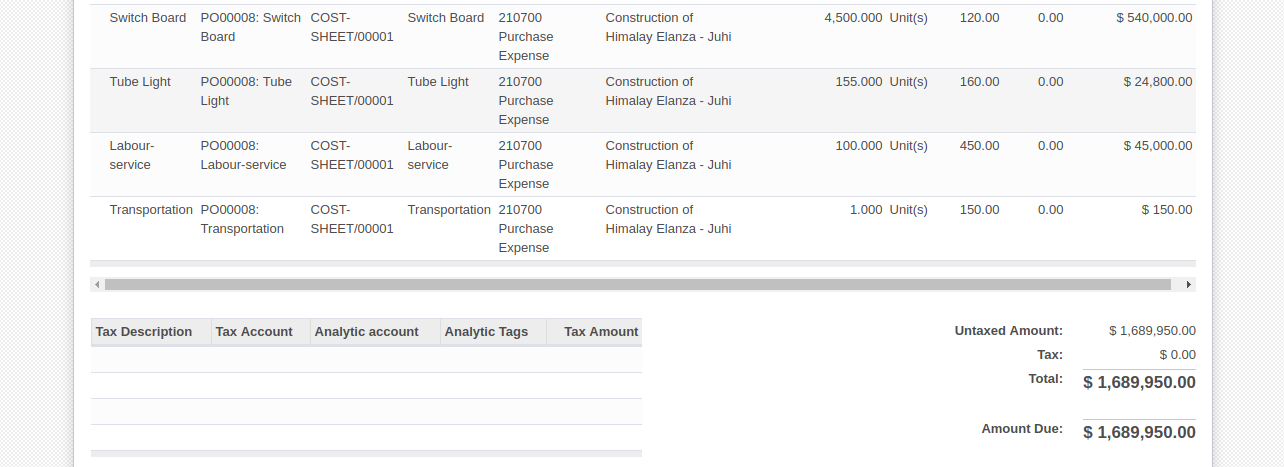 Switch Board PO00008: Switch COST- Switch Board 210700 Construction of 4,500.000 Unit(s) 120.00 0.00 $ 540,000.00
Board SHEET/00001 Purchase Himalay Elanza - Juhi
Expense
Tube Light PO00008: Tube COST- Tube Light 210700 Construction of 155.000 Unit(s) 160.00 0.00 $ 24,800.00
Light SHEET/00001 Purchase Himalay Elanza - Juhi
Expense
Labour- PO00008: COST- Labour- 210700 Construction of 100.000 Unit(s) 450.00 0.00 $ 45,000.00
service Labour-service SHEET/00001 service Purchase Himalay Elanza - Juhi
Expense
Transportation PO00008: COST- Transportation 210700 Construction of 1.000 Unit(s) 150.00 0.00 $ 150.00
Transportation SHEET/00001 Purchase Himalay Elanza - Juhi
Expense
Tax Description Tax Account Analytic account Analytic Tags Tax Amount
Untaxed Amount: $ 1,689,950.00
Tax: $ 0.00
Total: $ 1,689,950.00
Amount Due: $ 1,689,950.00